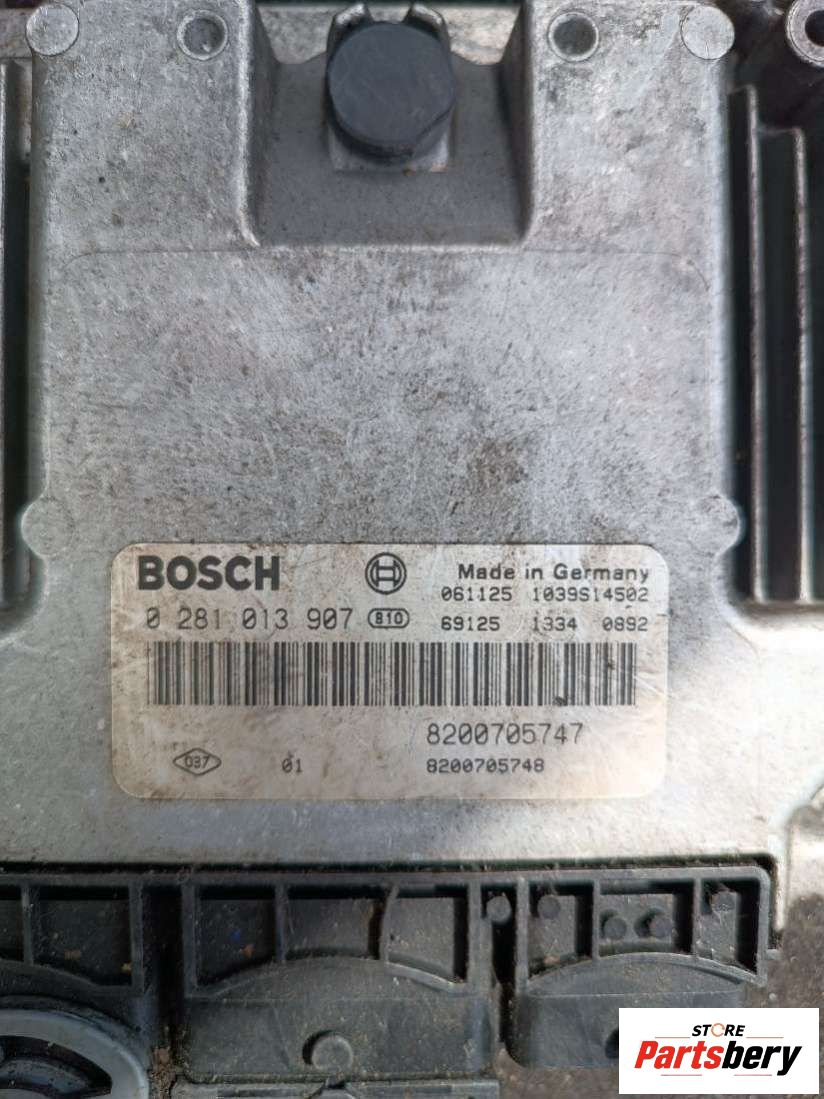 BOSCH
Made in Germany
061125 1039S14502
0 281 013 907 810
69125 1334 0892
8200705747
037 01 8200705748
STORE
Partsbery